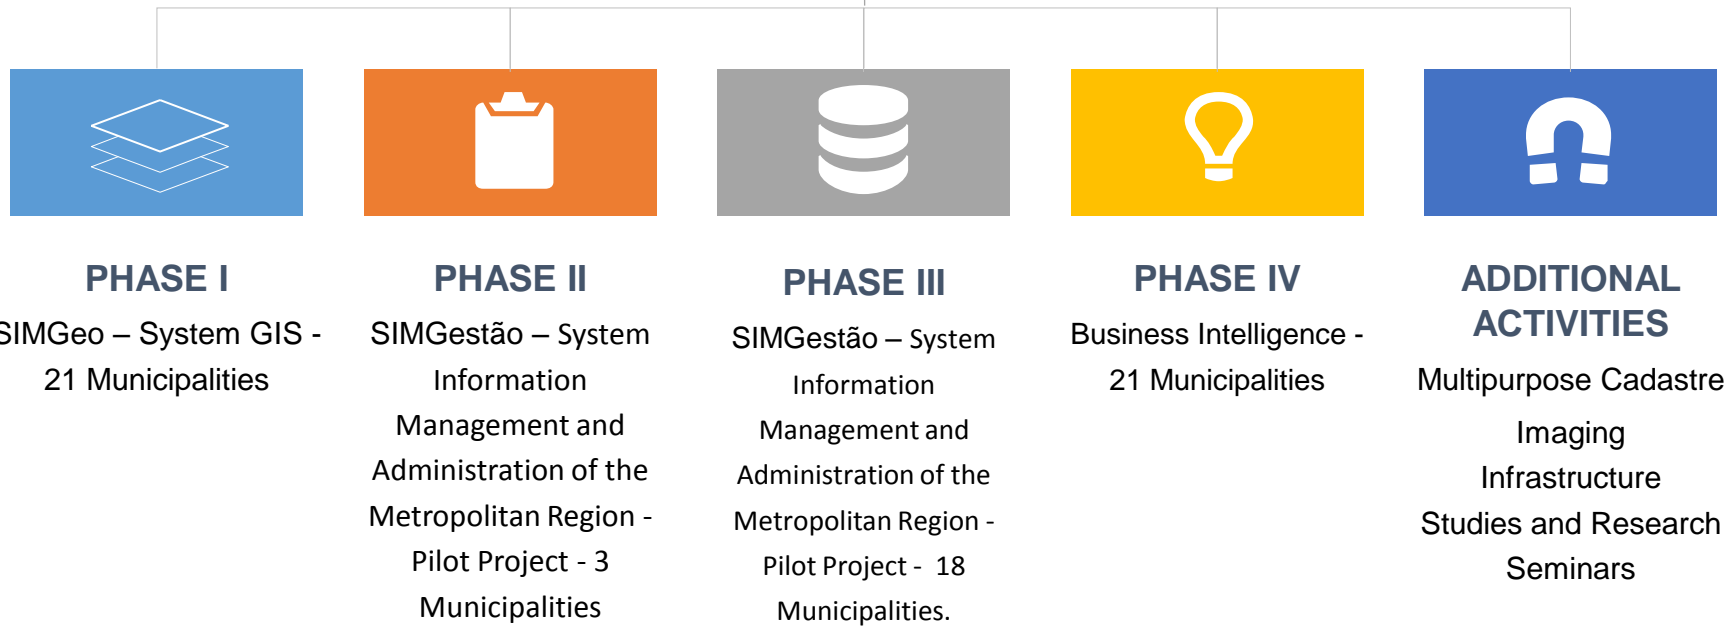 PHASE I
SIMGeo – System GIS -
21 Municipalities
PHASE II
SIMGestão – System
Information
Management and
Administration of the
Metropolitan Region -
Pilot Project - 3
Municipalities
PHASE III
SIMGestão – System
Information
Management and
Administration of the
Metropolitan Region -
Pilot Project - 18
Municipalities.
PHASE IV
Business Intelligence -
21 Municipalities
ADDITIONAL
ACTIVITIES
Multipurpose Cadastre
Imaging
Infrastructure
Studies and Research
Seminars